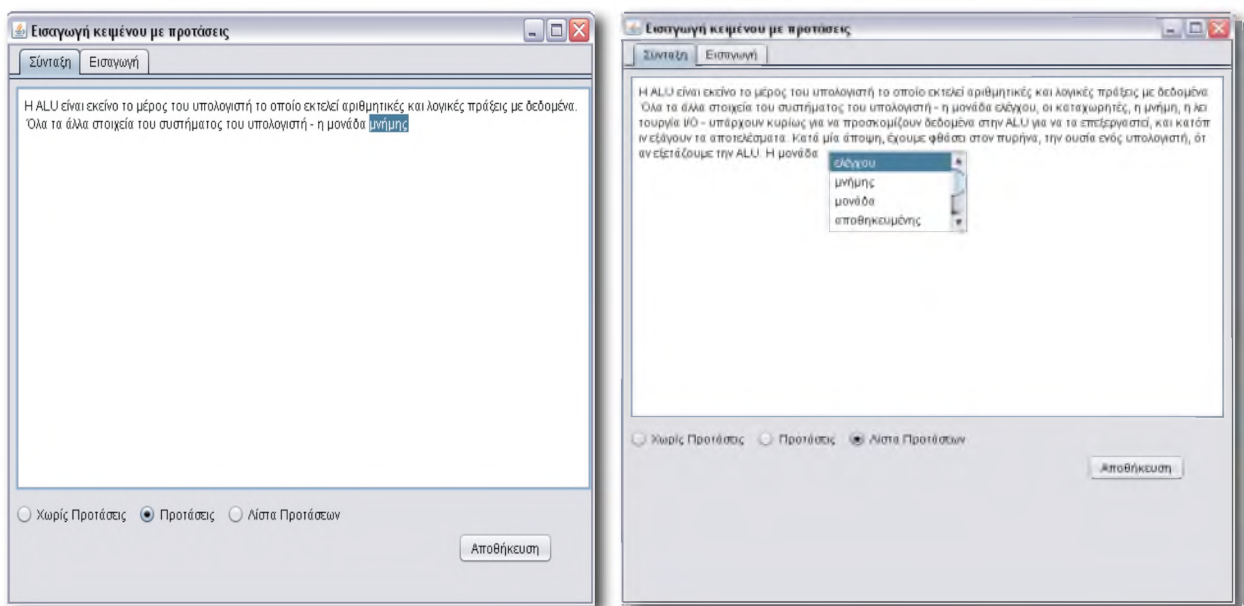 Εισαγωγή κειμένου με προτάσεις
Σύνταξη Εισαγωγή
Η ALU είναι εκείνο το μέρος του υπολογιστή το οποίο εκτελεί αριθμητικές και λογικές πράξεις με δεδομένα.
Όλα τα άλλα στοιχεία του συστήματος του υπολογιστή - η μονάδα μνήμης
Χωρίς Προτάσεις Προτάσεις Λίστα Προτάσεων
Αποθήκευση
Εισαγωγή κειμένου με προτάσεις
Σύνταξη Εισαγωγή
Η ALU είναι εκείνο το μέρος του υπολογιστή το οποίο εκτελεί αριθμητικές και λογικές πράξεις με δεδομένα
Όλα τα άλλα στοιχεία του συστήματος του υπολογιστή - η μονάδα ελέγχου, οι καταχωρητές, η μνήμη, η λει
τουργία I/O - υπάρχουν κυρίως για να προσκομίζουν δεδομένα στην ALU για να τα επεξεργαστεί, και κατόπ
ιν εξάγουν τα αποτελέσματα. Κατά μία άποψη, έχουμε φθάσει στον πυρήνα, την ουσία ενός υπολογιστή, ότ
αν εξετάζουμε την ALU. Η μονάδα
ελέγχου
μνήμης
μονάδα
αποθηκευμένης
Χωρίς Προτάσεις Προτάσεις Λίστα Προτάσεων
Αποθήκευση